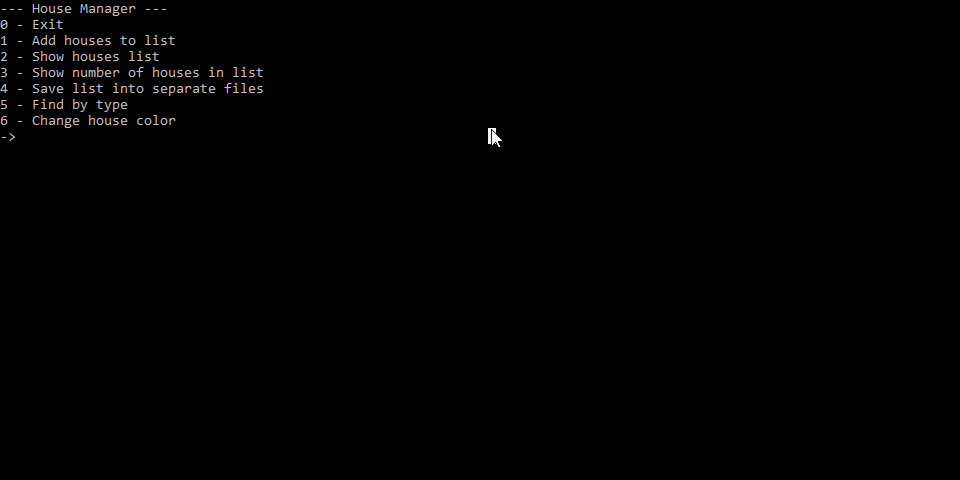 --- House Manager ---
0 - Exit
1 - Add houses to list
2 - Show houses list
3 - Show number of houses in list
4 - Save list into separate files
5 - Find by type
6 - Change house color
->